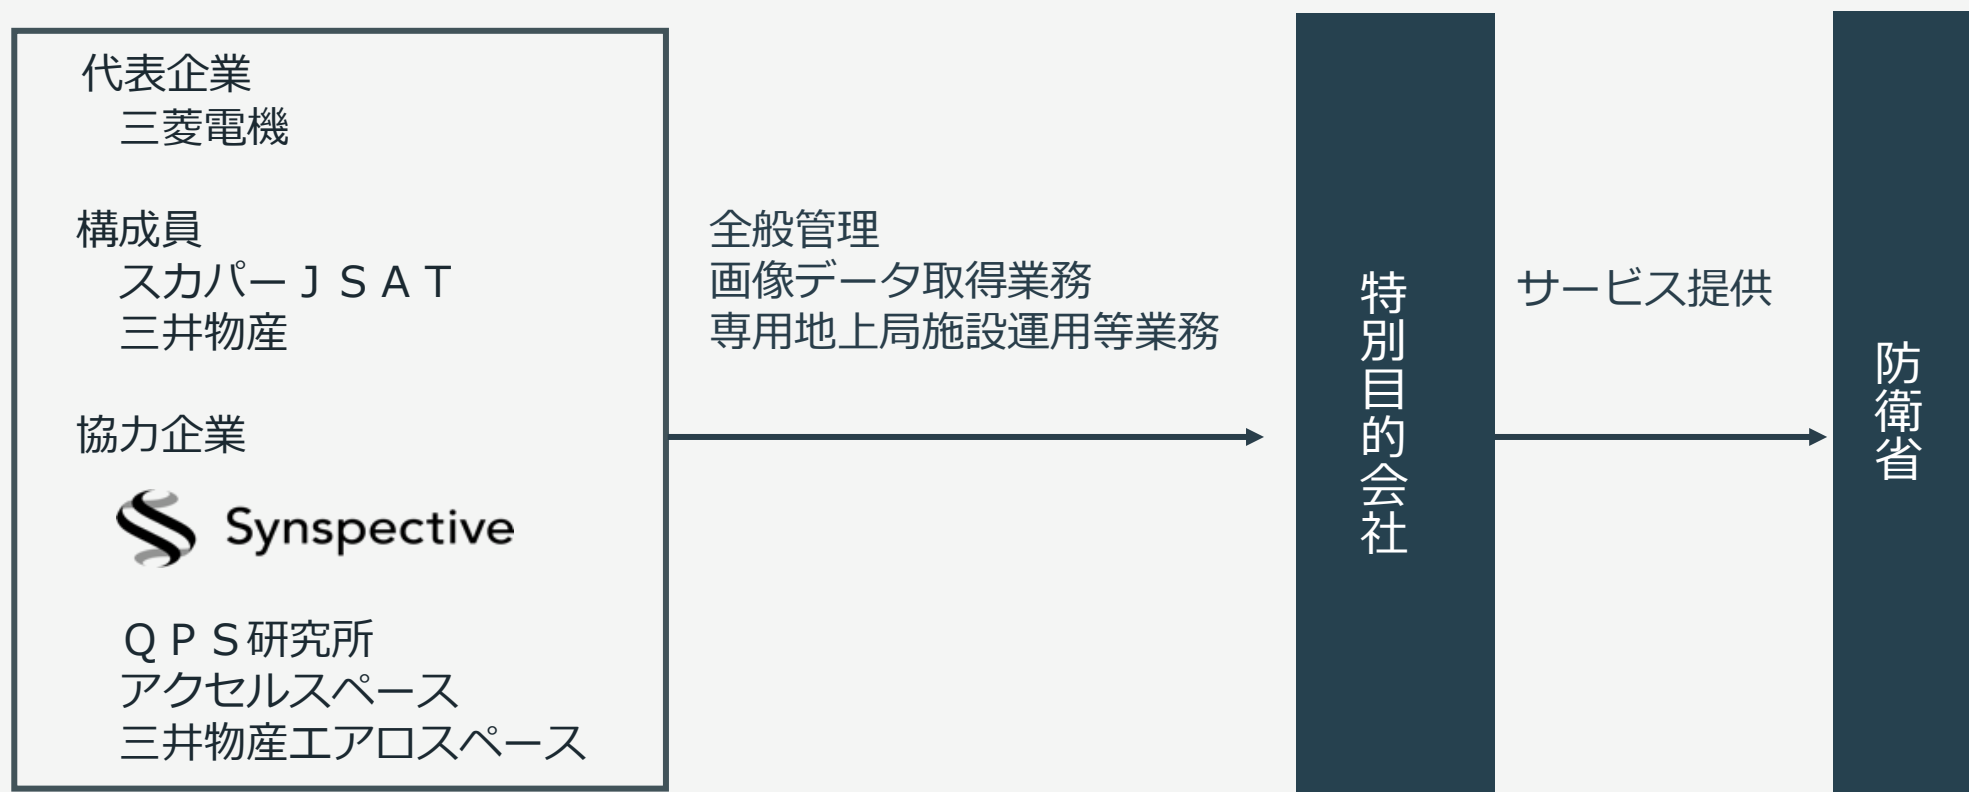 代表企業
三菱電機
構成員
スカパーＪＳＡＴ
三井物産
協力企業
Synspective
ＱＰＳ研究所
アクセルスペース
三井物産エアロスペース
全般管理
画像データ取得業務
専用地上局施設運用等業務
特別目的会社
サービス提供
防衛省